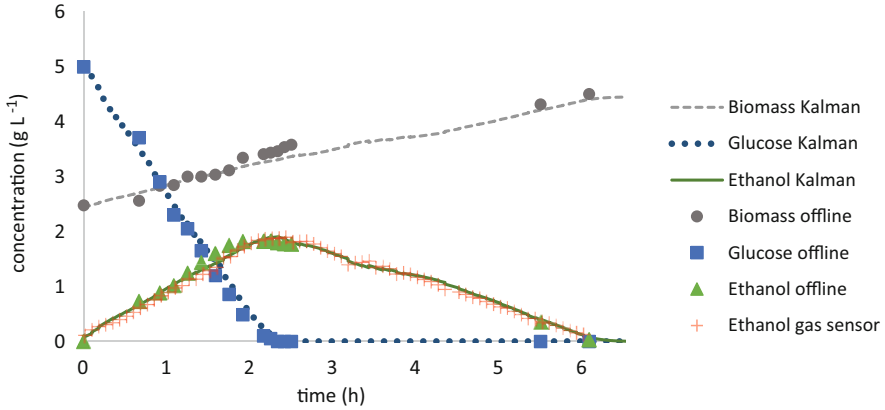 6
5
4
3
2
1
0
concentration (g L⁻¹)
0 1 2 3 4 5 6
time (h)
Biomass Kalman
Glucose Kalman
Ethanol Kalman
Biomass offline
Glucose offline
Ethanol offline
Ethanol gas sensor